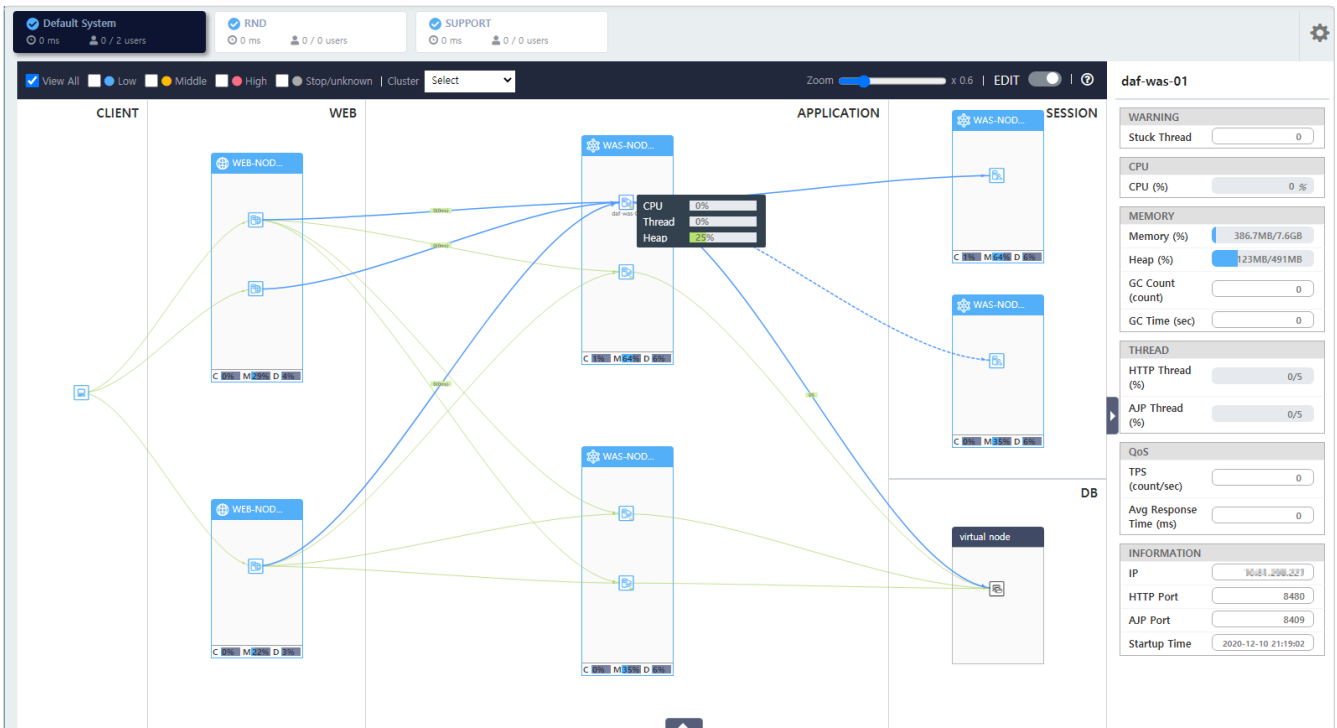 Default System
0 ms 0 / 2 users
RND
0 ms 0 / 0 users
SUPPORT
0 ms 0 / 0 users
View All Low Middle High Stop/unknown | Cluster Select
Zoom x 0.6 | EDIT |
CLIENT
WEB
APPLICATION
SESSION
DB
WEB-NOD...
C 0% M 29% D 4%
WEB-NOD...
C 0% M 22% D 3%
WAS-NOD...
CPU 0%
Thread 0%
Heap 25%
C 1% M 64% D 6%
WAS-NOD...
C 0% M 35% D 6%
WAS-NOD...
C 1% M 64% D 6%
WAS-NOD...
C 0% M 35% D 6%
virtual node
daf-was-01
WARNING
Stuck Thread 0
CPU
CPU (%) 0 %
MEMORY
Memory (%) 386.7MB/7.6GB
Heap (%) 123MB/491MB
GC Count
(count) 0
GC Time (sec) 0
THREAD
HTTP Thread
(%) 0/5
AJP Thread
(%) 0/5
QoS
TPS
(count/sec) 0
Avg Response
Time (ms) 0
INFORMATION
IP
HTTP Port 8480
AJP Port 8409
Startup Time 2020-12-10 21:19:02